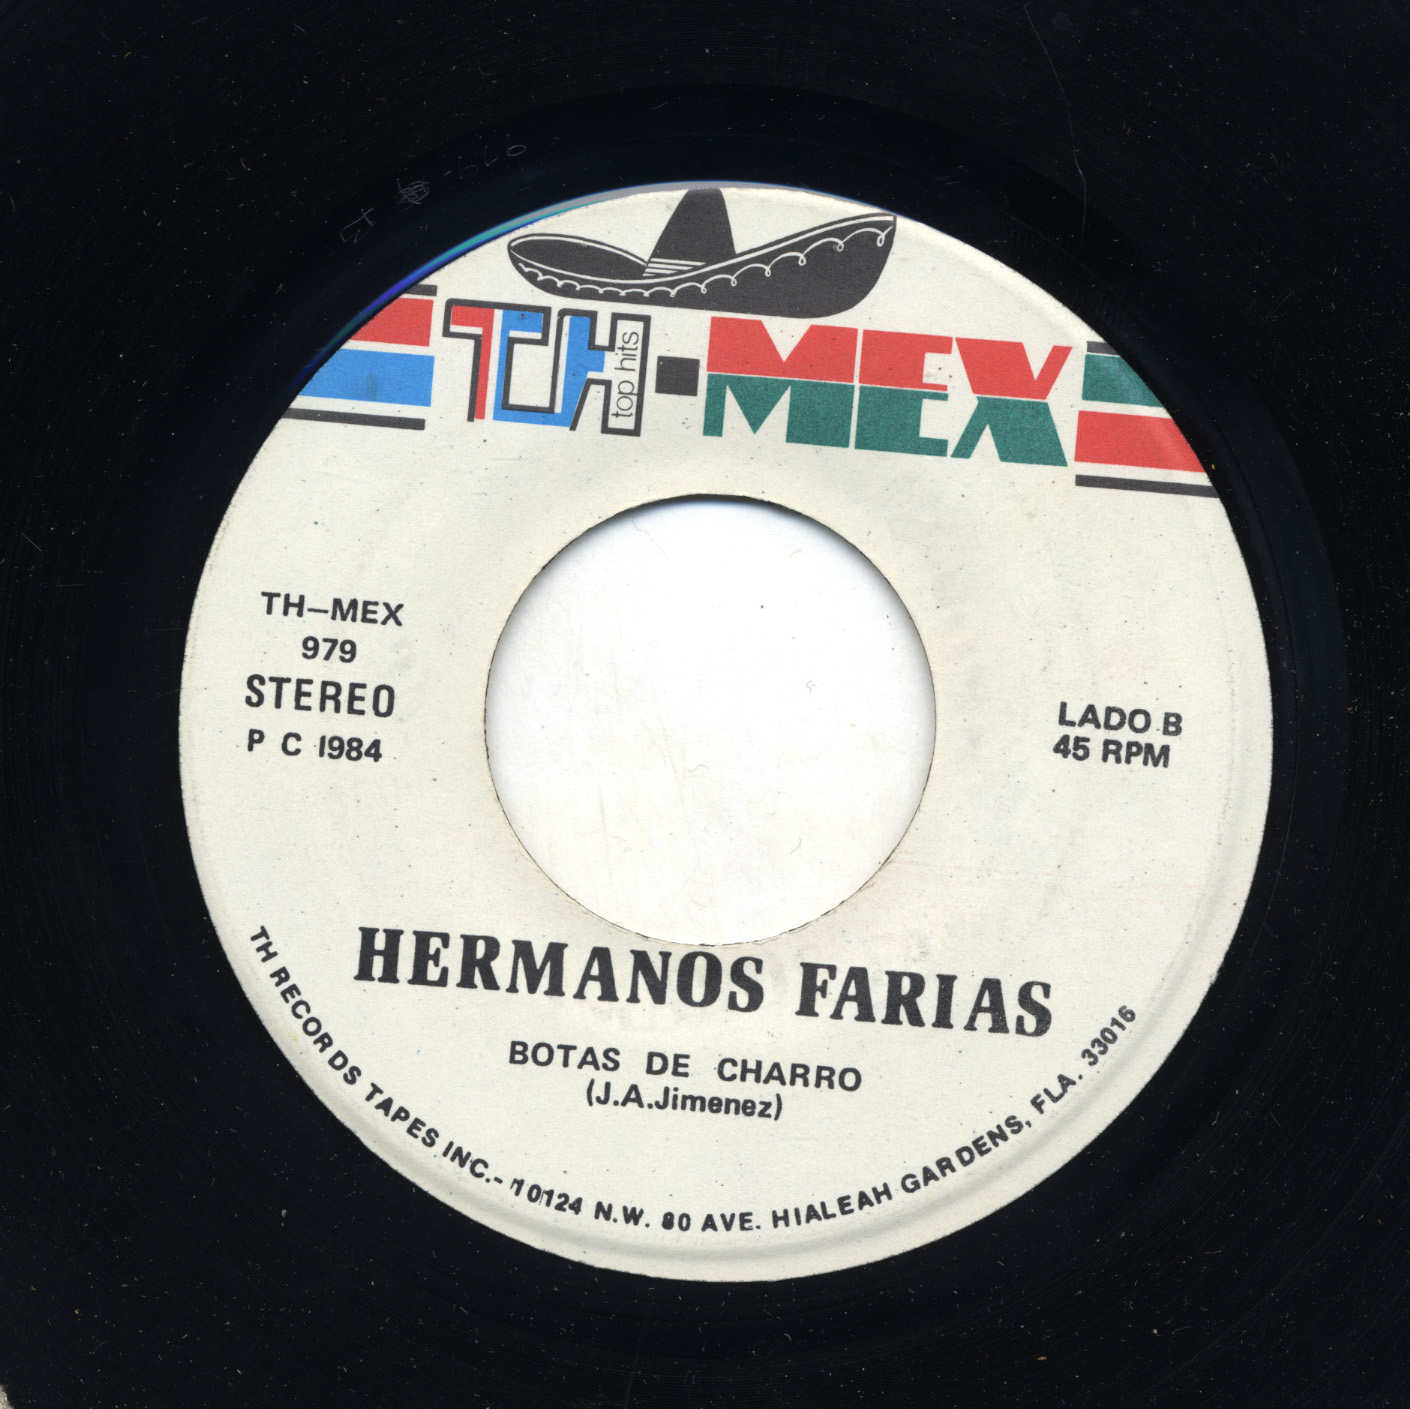 TH-MEX
top hits
TH–MEX
979
STEREO
P C 1984
LADO B
45 RPM
HERMANOS FARIAS
BOTAS DE CHARRO
(J.A.Jimenez)
TH RECORDS TAPES INC.- 10124 N.W. 80 AVE. HIALEAH GARDENS, FLA. 33016